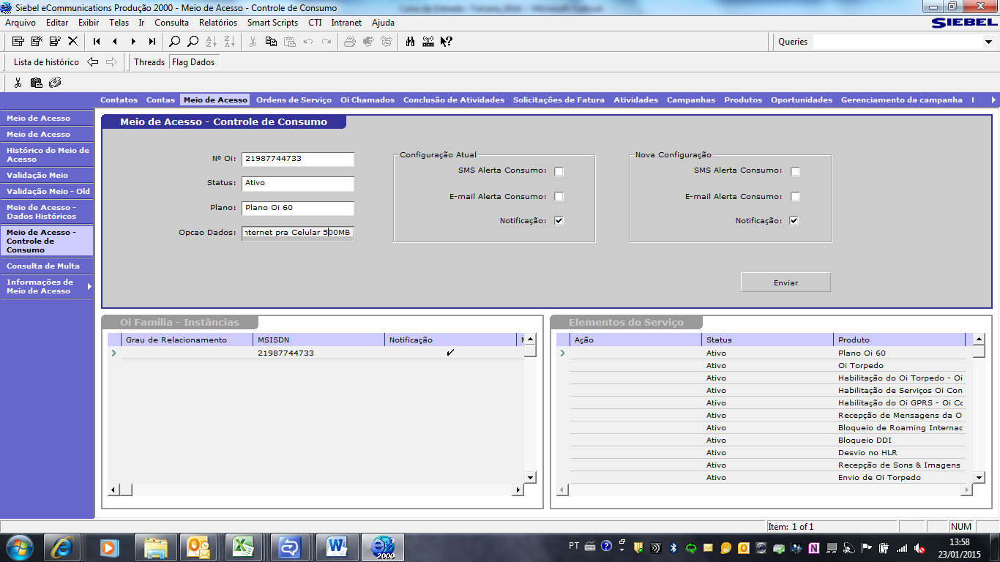 Siebel eCommunications Produção 2000 - Meio de Acesso - Controle de Consumo
Arquivo Editar Exibir Telas Ir Consulta Relatórios Smart Scripts CTI Intranet Ajuda
SIEBEL
Queries
Lista de histórico Threads Flag Dados
Contatos Contas Meio de Acesso Ordens de Serviço Oi Chamados Conclusão de Atividades Solicitações de Fatura Atividades Campanhas Produtos Oportunidades Gerenciamento da campanha I
Meio de Acesso
Meio de Acesso
Histórico do Meio de
Acesso
Validação Meio
Validação Meio - Old
Meio de Acesso -
Dados Históricos
Meio de Acesso -
Controle de
Consumo
Consulta de Multa
Informações de
Meio de Acesso
Meio de Acesso - Controle de Consumo
Nº Oi: 21987744733
Status: Ativo
Plano: Plano Oi 60
Opcao Dados: nternet pra Celular 500MB
Configuração Atual
SMS Alerta Consumo:
E-mail Alerta Consumo:
Notificação:
Nova Configuração
SMS Alerta Consumo:
E-mail Alerta Consumo:
Notificação:
Enviar
Oi Familia - Instâncias
Grau de Relacionamento MSISDN Notificação
21987744733
Elementos do Serviço
Ação Status Produto
Ativo Plano Oi 60
Ativo Oi Torpedo
Ativo Habilitação do Oi Torpedo - Oi
Ativo Habilitação de Serviços Oi Con
Ativo Habilitação do Oi GPRS - Oi Co
Ativo Recepção de Mensagens da O
Ativo Bloqueio de Roaming Internac
Ativo Bloqueio DDI
Ativo Desvio no HLR
Ativo Recepção de Sons & Imagens
Ativo Envio de Oi Torpedo
Item: 1 of 1 NUM
2000
PT
13:58
23/01/2015